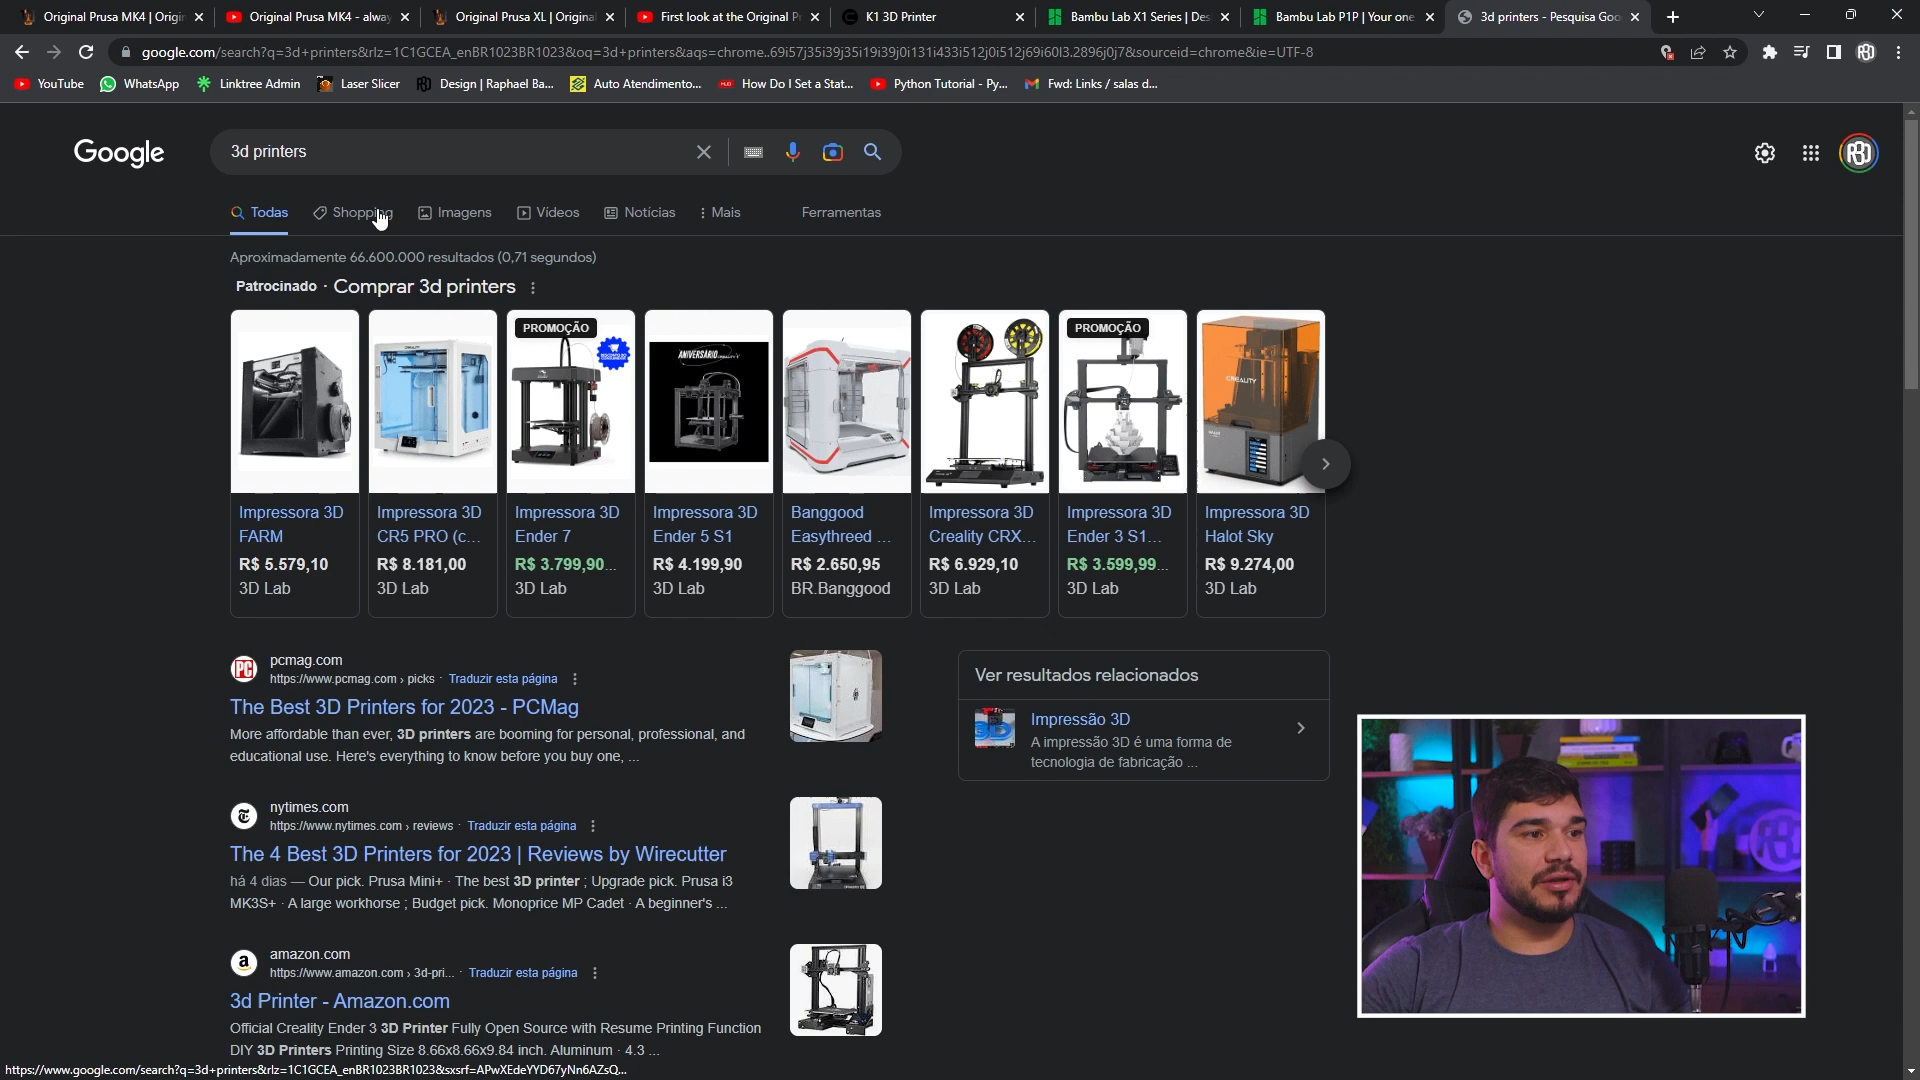 Original Prusa MK4 | Origin
Original Prusa MK4 - alway
Original Prusa XL | Original
First look at the Original P
K1 3D Printer
Bambu Lab X1 Series | Des
Bambu Lab P1P | Your one
3d printers - Pesquisa Goo
google.com/search?q=3d+printers&rlz=1C1GCEA_enBR1023BR1023&oq=3d+printers&aqs=chrome..69i57j35i39j35i19i39j0i131i433i512j0i512j69i60l3.2896j0j7&sourceid=chrome&ie=UTF-8
YouTube
WhatsApp
Linktree Admin
Laser Slicer
Design | Raphael Ba...
Auto Atendimento...
How Do I Set a Stat...
Python Tutorial - Py...
Fwd: Links / salas d...
Google
3d printers
Todas
Shopping
Imagens
Vídeos
Notícias
Mais
Ferramentas
Aproximadamente 66.600.000 resultados (0,71 segundos)
Patrocinado · Comprar 3d printers
PROMOÇÃO
PROMOÇÃO
ANIVERSÁRIO
CREALITY
CREALITY
Impressora 3D
FARM
R$ 5.579,10
3D Lab
Impressora 3D
CR5 PRO (c...
R$ 8.181,00
3D Lab
Impressora 3D
Ender 7
R$ 3.799,90...
3D Lab
Impressora 3D
Ender 5 S1
R$ 4.199,90
3D Lab
Banggood
Easythreed ...
R$ 2.650,95
BR.Banggood
Impressora 3D
Creality CRX...
R$ 6.929,10
3D Lab
Impressora 3D
Ender 3 S1...
R$ 3.599,99...
3D Lab
Impressora 3D
Halot Sky
R$ 9.274,00
3D Lab
PC
pcmag.com
https://www.pcmag.com › picks · Traduzir esta página
The Best 3D Printers for 2023 - PCMag
More affordable than ever, 3D printers are booming for personal, professional, and
educational use. Here's everything to know before you buy one, ...
nytimes.com
https://www.nytimes.com › reviews · Traduzir esta página
The 4 Best 3D Printers for 2023 | Reviews by Wirecutter
há 4 dias — Our pick. Prusa Mini+ · The best 3D printer ; Upgrade pick. Prusa i3
MK3S+ · A large workhorse ; Budget pick. Monoprice MP Cadet · A beginner's ...
a
amazon.com
https://www.amazon.com › 3d-pri... · Traduzir esta página
3d Printer - Amazon.com
Official Creality Ender 3 3D Printer Fully Open Source with Resume Printing Function
DIY 3D Printers Printing Size 8.66x8.66x9.84 inch. Aluminum · 4.3 ...
Ver resultados relacionados
Impressão 3D
A impressão 3D é uma forma de
tecnologia de fabricação ...
https://www.google.com/search?q=3d+printers&rlz=1C1GCEA_enBR1023BR1023&sxsrf=APwXEdeYYD67yNn6AZsQ...